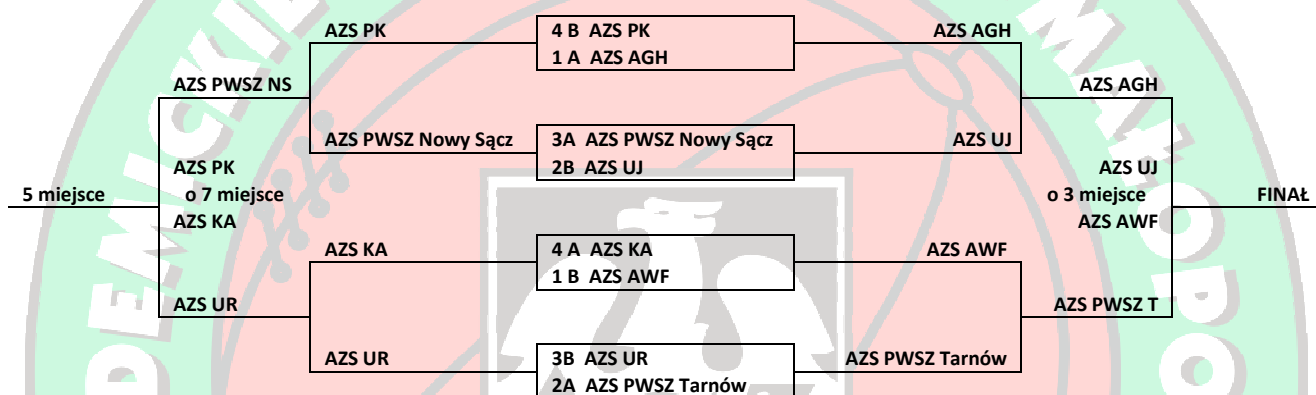 AZS PK 4 B AZS PK AZS AGH
1 A AZS AGH
AZS PWSZ NS AZS AGH
AZS PWSZ Nowy Sącz 3A AZS PWSZ Nowy Sącz AZS UJ
AZS PK 2B AZS UJ AZS UJ
5 miejsce o 7 miejsce o 3 miejsce FINAŁ
AZS KA AZS AWF
AZS KA 4 A AZS KA AZS AWF
1 B AZS AWF
AZS UR AZS PWSZ T
AZS UR 3B AZS UR AZS PWSZ Tarnów
2A AZS PWSZ Tarnów
DEMICKIE
MAŁOPO